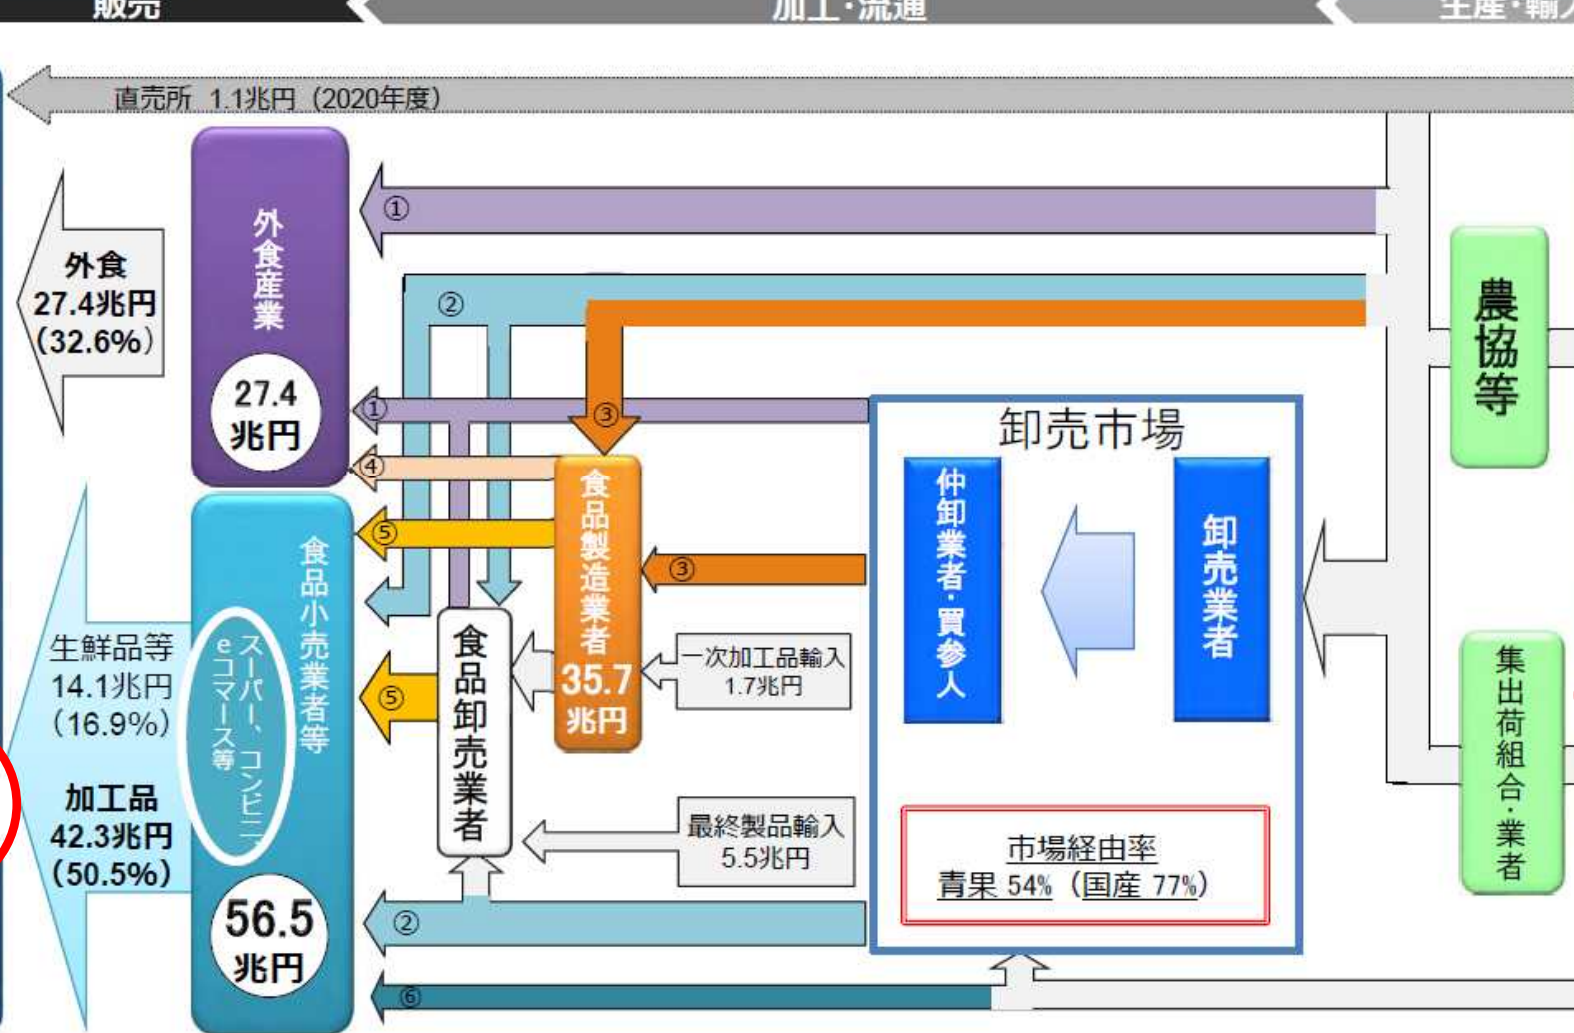 販売
加工・流通
生産・輸入
直売所 1.1兆円（2020年度）
外食
27.4兆円
（32.6%）
外食産業
27.4
兆円
①
②
①
③
④
⑤
③
⑤
②
⑥
生鮮品等
14.1兆円
（16.9%）
加工品
42.3兆円
（50.5%）
食品小売業者等
スーパー、コンビニ、
eコマース等
56.5
兆円
食品卸売業者
食品製造業者
35.7
兆円
一次加工品輸入
1.7兆円
最終製品輸入
5.5兆円
卸売市場
仲卸業者・買参人
卸売業者
市場経由率
青果 54%（国産 77%）
農協等
集出荷組合・業者